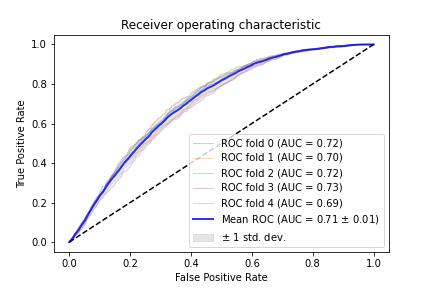 Receiver operating characteristic
True Positive Rate
1.0
0.8
0.6
0.4
0.2
0.0
ROC fold 0 (AUC = 0.72)
ROC fold 1 (AUC = 0.70)
ROC fold 2 (AUC = 0.72)
ROC fold 3 (AUC = 0.73)
ROC fold 4 (AUC = 0.69)
Mean ROC (AUC = 0.71 ± 0.01)
± 1 std. dev.
0.0 0.2 0.4 0.6 0.8 1.0
False Positive Rate